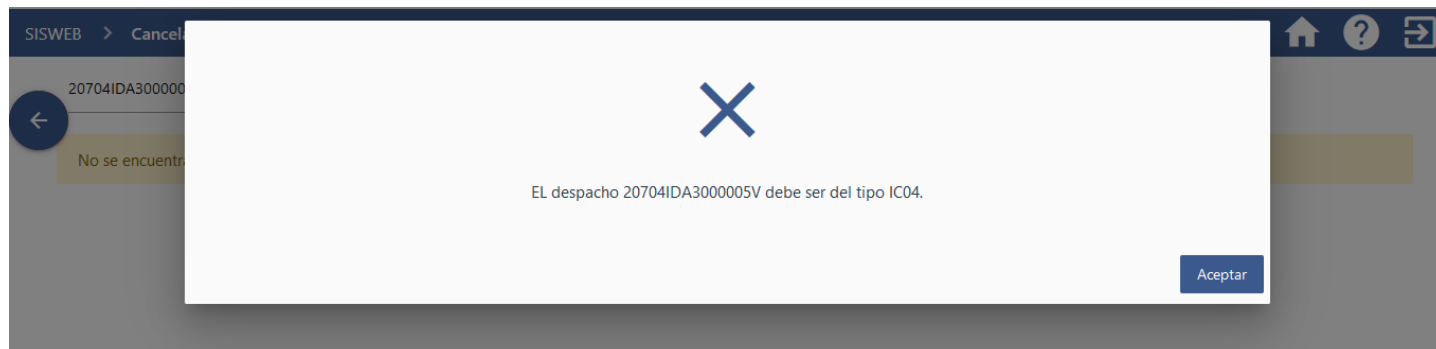 SISWEB > Cancela
20704IDA300000
No se encuentra
EL despacho 20704IDA3000005V debe ser del tipo IC04.
Aceptar